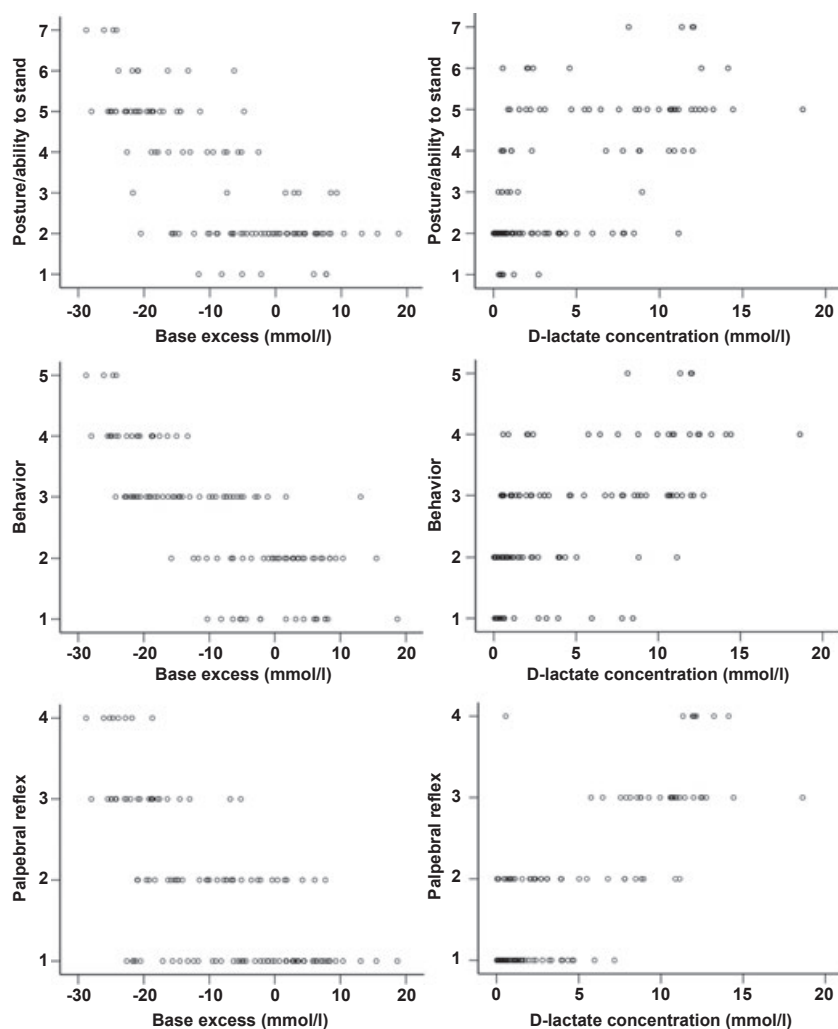 Posture/ability to stand
7
6
5
4
3
2
1
-30 -20 -10 0 10 20
Base excess (mmol/l)
Posture/ability to stand
7
6
5
4
3
2
1
0 5 10 15 20
D-lactate concentration (mmol/l)
Behavior
5
4
3
2
1
-30 -20 -10 0 10 20
Base excess (mmol/l)
Behavior
5
4
3
2
1
0 5 10 15 20
D-lactate concentration (mmol/l)
Palpebral reflex
4
3
2
1
-30 -20 -10 0 10 20
Base excess (mmol/l)
Palpebral reflex
4
3
2
1
0 5 10 15 20
D-lactate concentration (mmol/l)